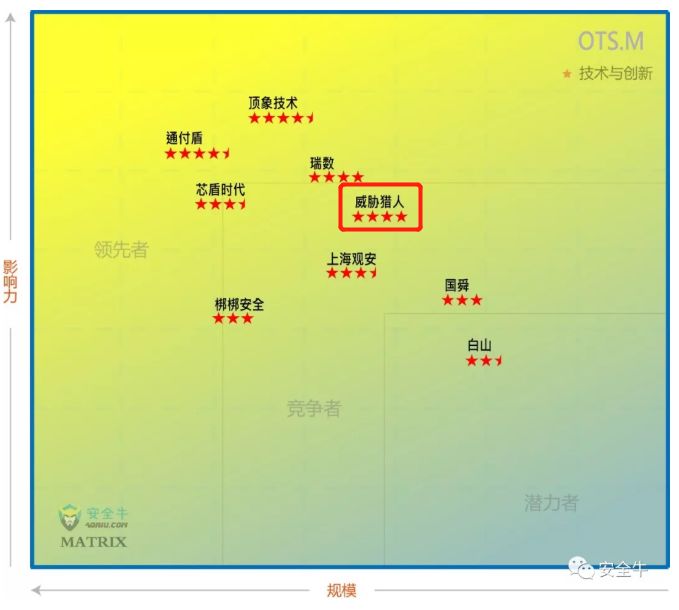 OTS.M
★ 技术与创新
顶象技术
通付盾
瑞数
芯盾时代
威胁猎人
领先者
上海观安
影响力
国舜
梆梆安全
白山
竞争者
潜力者
安全牛
AQNIU.COM
MATRIX
安全牛
规模